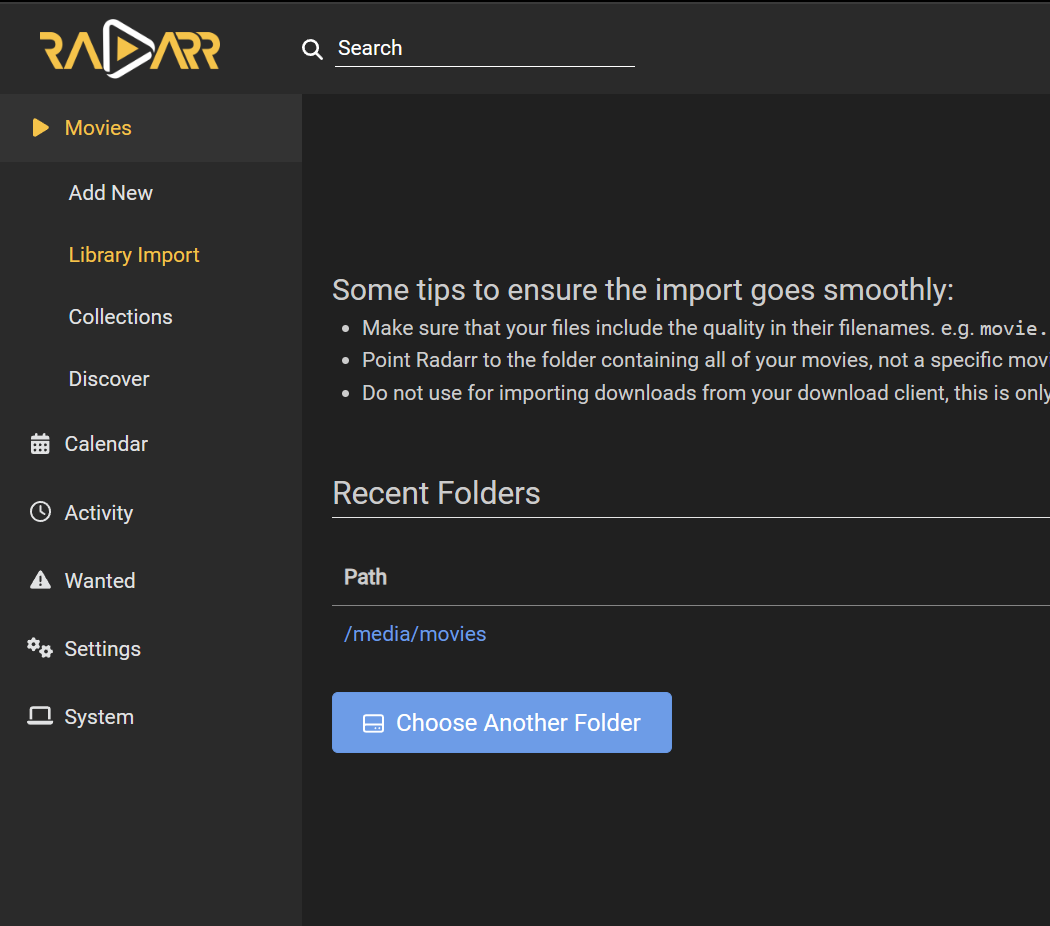 RADARR
Search
Movies
Add New
Library Import
Collections
Discover
Calendar
Activity
Wanted
Settings
System
Some tips to ensure the import goes smoothly:
Make sure that your files include the quality in their filenames. e.g. movie.
Point Radarr to the folder containing all of your movies, not a specific mov
Do not use for importing downloads from your download client, this is only
Recent Folders
Path
/media/movies
Choose Another Folder